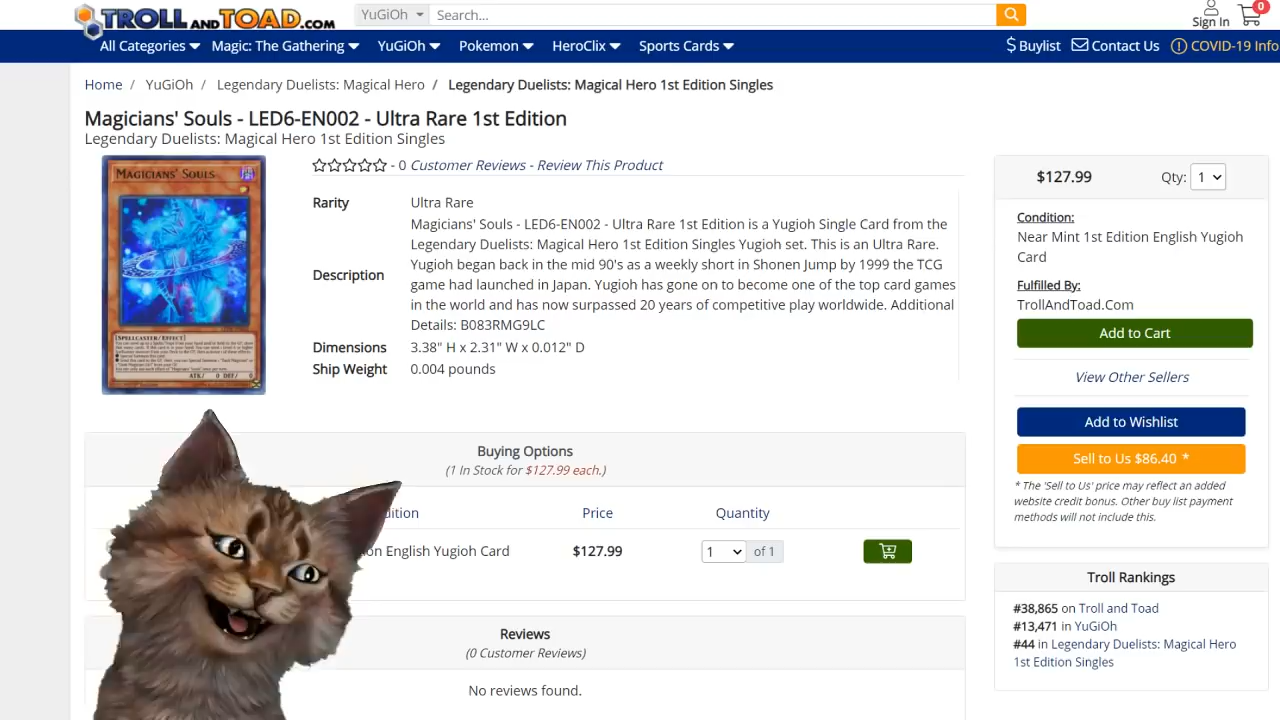 TROLL AND TOAD.COM
YuGiOh Search...
Sign In 0
All Categories Magic: The Gathering YuGiOh Pokemon HeroClix Sports Cards $ Buylist Contact Us COVID-19 Info
Home / YuGiOh / Legendary Duelists: Magical Hero / Legendary Duelists: Magical Hero 1st Edition Singles
Magicians' Souls - LED6-EN002 - Ultra Rare 1st Edition
Legendary Duelists: Magical Hero 1st Edition Singles
MAGICIANS' SOULS
[SPELLCASTER/EFFECT]
ATK/ 0 DEF/ 0
- 0 Customer Reviews - Review This Product
Rarity Ultra Rare
Description
Magicians' Souls - LED6-EN002 - Ultra Rare 1st Edition is a Yugioh Single Card from the
Legendary Duelists: Magical Hero 1st Edition Singles Yugioh set. This is an Ultra Rare.
Yugioh began back in the mid 90's as a weekly short in Shonen Jump by 1999 the TCG
game had launched in Japan. Yugioh has gone on to become one of the top card games
in the world and has now surpassed 20 years of competitive play worldwide. Additional
Details: B083RMG9LC
Dimensions 3.38" H x 2.31" W x 0.012" D
Ship Weight 0.004 pounds
$127.99 Qty: 1
Condition:
Near Mint 1st Edition English Yugioh
Card
Fulfilled By:
TrollAndToad.Com
Add to Cart
View Other Sellers
Add to Wishlist
Sell to Us $86.40 *
* The 'Sell to Us' price may reflect an added
website credit bonus. Other buy list payment
methods will not include this.
Buying Options
(1 In Stock for $127.99 each.)
dition Price Quantity
on English Yugioh Card $127.99 1 of 1
Reviews
(0 Customer Reviews)
No reviews found.
Troll Rankings
#38,865 on Troll and Toad
#13,471 in YuGiOh
#44 in Legendary Duelists: Magical Hero
1st Edition Singles